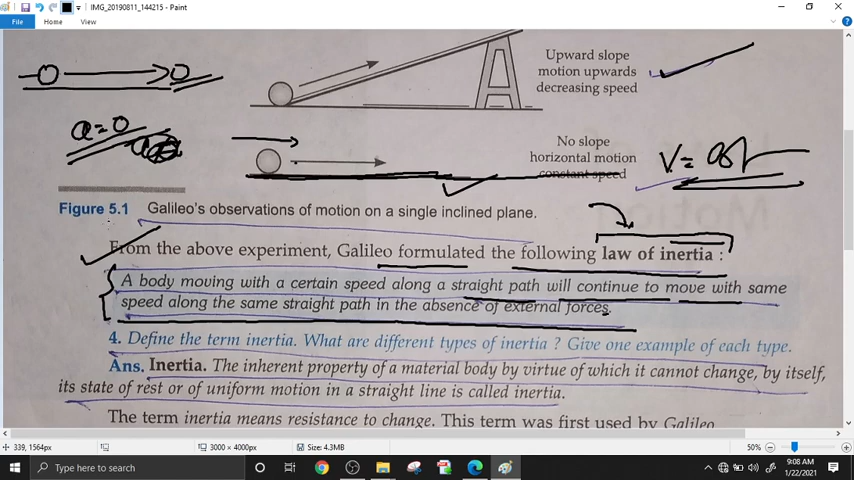 IMG_20190811_144215 - Paint
File Home View
Upward slope
motion upwards
decreasing speed
a=0
No slope
horizontal motion
constant speed
V=
Figure 5.1 Galileo's observations of motion on a single inclined plane.
From the above experiment, Galileo formulated the following law of inertia :
A body moving with a certain speed along a straight path will continue to move with same
speed along the same straight path in the absence of external forces.
4. Define the term inertia. What are different types of inertia ? Give one example of each type.
Ans. Inertia. The inherent property of a material body by virtue of which it cannot change, by itself,
its state of rest or of uniform motion in a straight line is called inertia.
The term inertia means resistance to change. This term was first used by Galileo
339, 1564px 3000 × 4000px Size: 4.3MB 50%
Type here to search
9:08 AM
1/22/2021